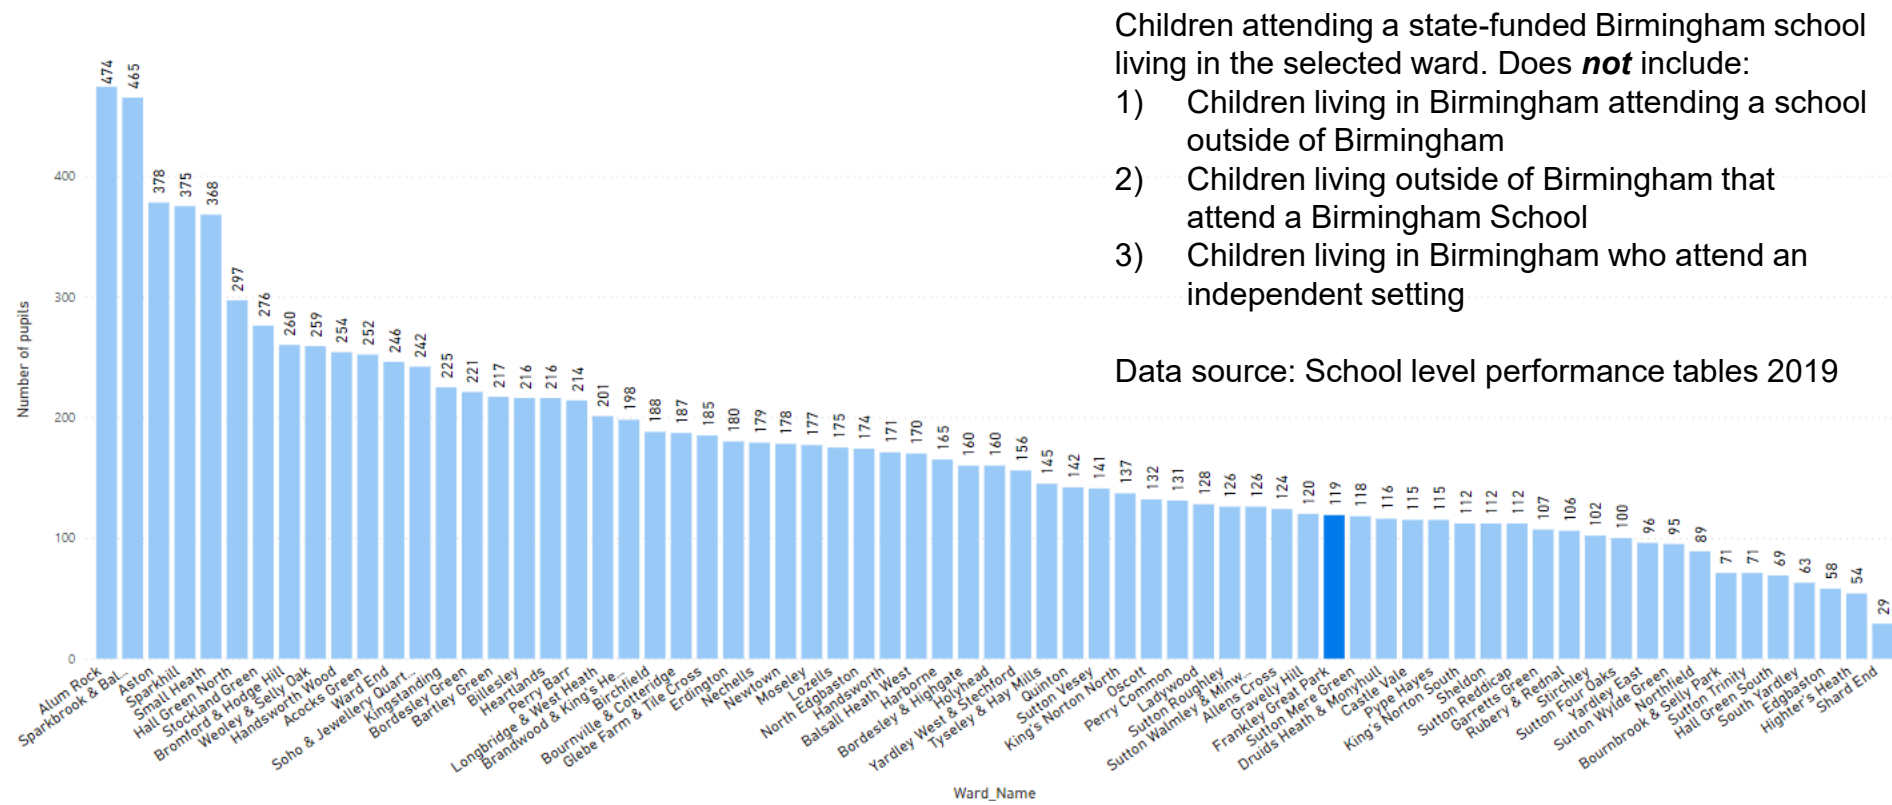 Children attending a state-funded Birmingham school
living in the selected ward. Does not include:
1) Children living in Birmingham attending a school
outside of Birmingham
2) Children living outside of Birmingham that
attend a Birmingham School
3) Children living in Birmingham who attend an
independent setting
Data source: School level performance tables 2019
Number of pupils
400
300
200
100
0
474
465
378
375
368
297
276
260
259
254
252
246
242
225
221
217
216
216
214
201
198
188
187
185
180
179
178
177
175
174
171
170
165
160
160
156
145
142
141
137
132
131
128
126
126
124
120
119
118
116
115
115
112
112
112
107
106
102
100
96
95
89
71
71
69
63
58
54
29
Alum Rock
Sparkbrook & Bal...
Aston
Sparkhill
Small Heath
Hall Green North
Stockland Green
Bromford & Hodge Hill
Weoley & Selly Oak
Handsworth Wood
Acocks Green
Ward End
Soho & Jewellery Quart...
Kingstanding
Bordesley Green
Bartley Green
Billesley
Heartlands
Perry Barr
Longbridge & West Heath
Brandwood & King's He...
Birchfield
Bournville & Cotteridge
Glebe Farm & Tile Cross
Erdington
Nechells
Newtown
Moseley
Lozells
North Edgbaston
Handsworth
Balsall Heath West
Harborne
Bordesley & Highgate
Holyhead
Yardley West & Stechford
Tyseley & Hay Mills
Quinton
Sutton Vesey
King's Norton North
Oscott
Perry Common
Ladywood
Sutton Roughley
Sutton Walmley & Minw...
Allens Cross
Gravelly Hill
Frankley Great Park
Sutton Mere Green
Druids Heath & Monyhull
Castle Vale
Pype Hayes
King's Norton South
Sheldon
Sutton Reddicap
Garretts Green
Rubery & Rednal
Stirchley
Sutton Four Oaks
Yardley East
Sutton Wylde Green
Northfield
Bournbrook & Selly Park
Sutton Trinity
Hall Green South
South Yardley
Edgbaston
Highter's Heath
Shard End
Ward_Name